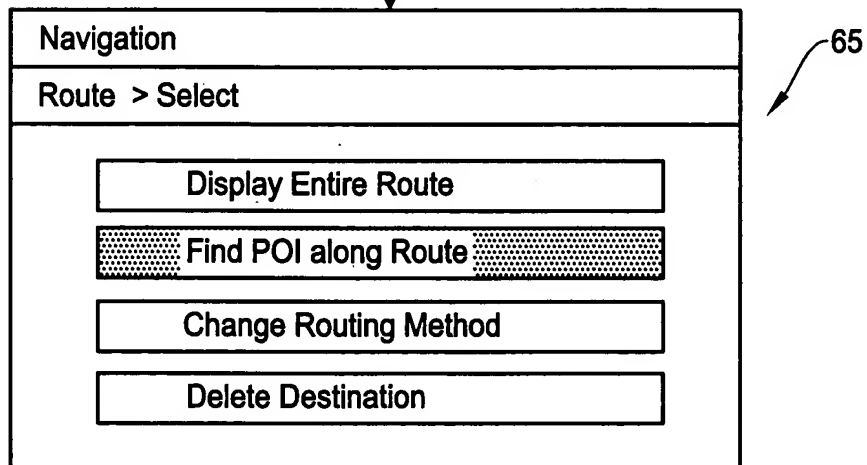 Navigation
65
Route > Select
Display Entire Route
Find POI along Route
Change Routing Method
Delete Destination